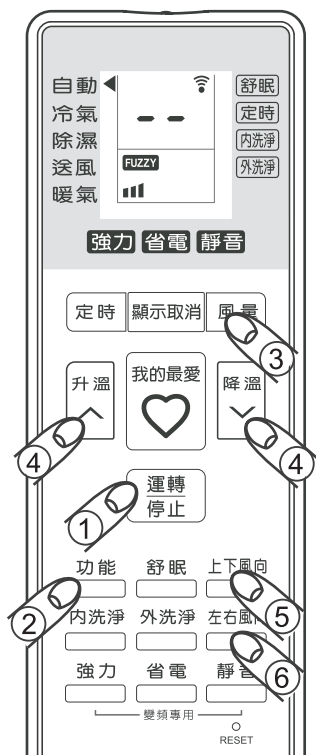 自動 舒眠
冷氣 -- 定時
除濕 內洗淨
送風 FUZZY 外洗淨
暖氣
強力 省電 靜音
定時 顯示取消 風量
③
升溫 我的最愛 降溫
④ ④
運轉
停止
①
功能 舒眠 上下風向
② ⑤
內洗淨 外洗淨 左右風
⑥
強力 省電 靜音
變頻專用
RESET